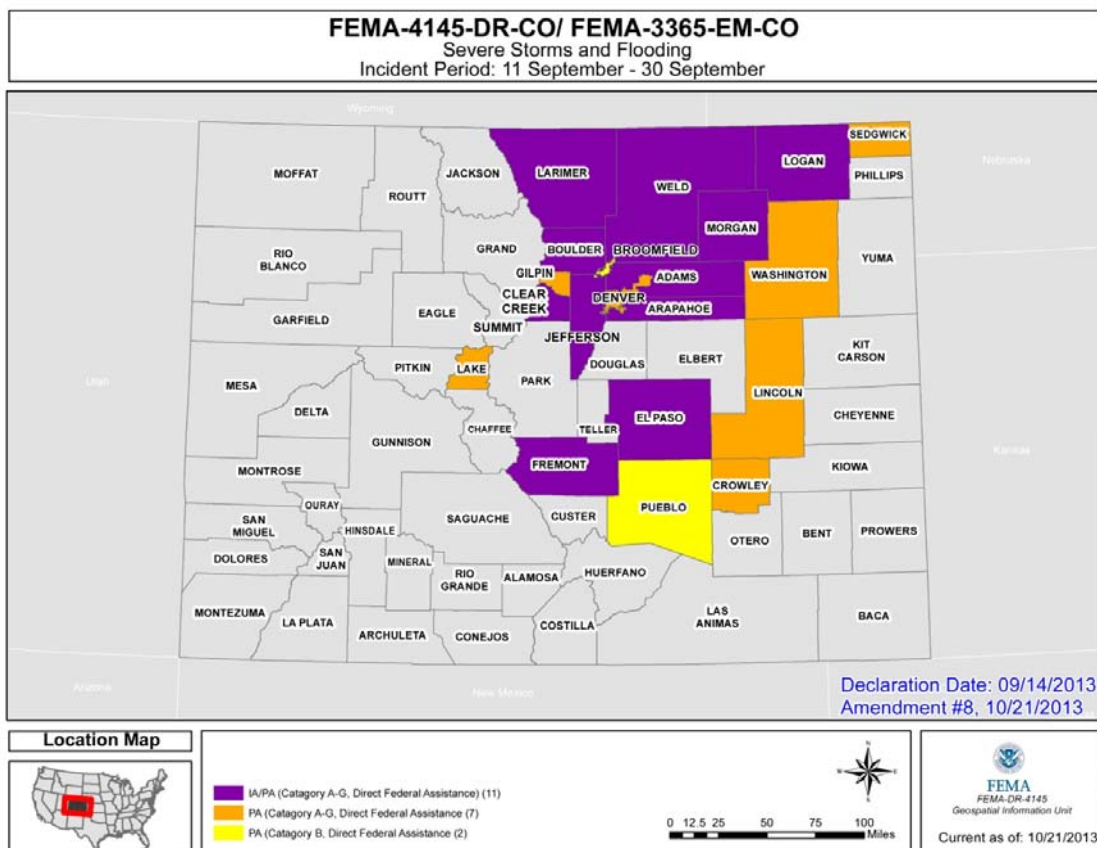 FEMA-4145-DR-CO/ FEMA-3365-EM-CO
Severe Storms and Flooding
Incident Period: 11 September - 30 September
Wyoming
Nebraska
Utah
Kansas
Arizona
New Mexico
MOFFAT
ROUTT
JACKSON
LARIMER
WELD
LOGAN
SEDGWICK
PHILLIPS
MORGAN
RIO
BLANCO
GRAND
BOULDER
BROOMFIELD
YUMA
GILPIN
ADAMS
WASHINGTON
CLEAR
CREEK
DENVER
ARAPAHOE
GARFIELD
EAGLE
SUMMIT
JEFFERSON
DOUGLAS
ELBERT
KIT
CARSON
PITKIN
LAKE
PARK
LINCOLN
MESA
DELTA
CHEYENNE
GUNNISON
CHAFFEE
TELLER
EL PASO
FREMONT
KIOWA
MONTROSE
CROWLEY
OURAY
PUEBLO
SAN
MIGUEL
HINSDALE
SAGUACHE
CUSTER
OTERO
BENT
PROWERS
DOLORES
SAN
JUAN
MINERAL
RIO
GRANDE
ALAMOSA
HUERFANO
MONTEZUMA
LA PLATA
ARCHULETA
CONEJOS
COSTILLA
LAS
ANIMAS
BACA
Declaration Date: 09/14/2013
Amendment #8, 10/21/2013
Location Map
IA/PA (Catagory A-G, Direct Federal Assistance) (11)
PA (Catagory A-G, Direct Federal Assistance (7)
PA (Catagory B, Direct Federal Assistance (2)
N
W
E
S
0 12.5 25 50 75 100
Miles
FEMA
FEMA-DR-4145
Geospatial Information Unit
Current as of: 10/21/2013